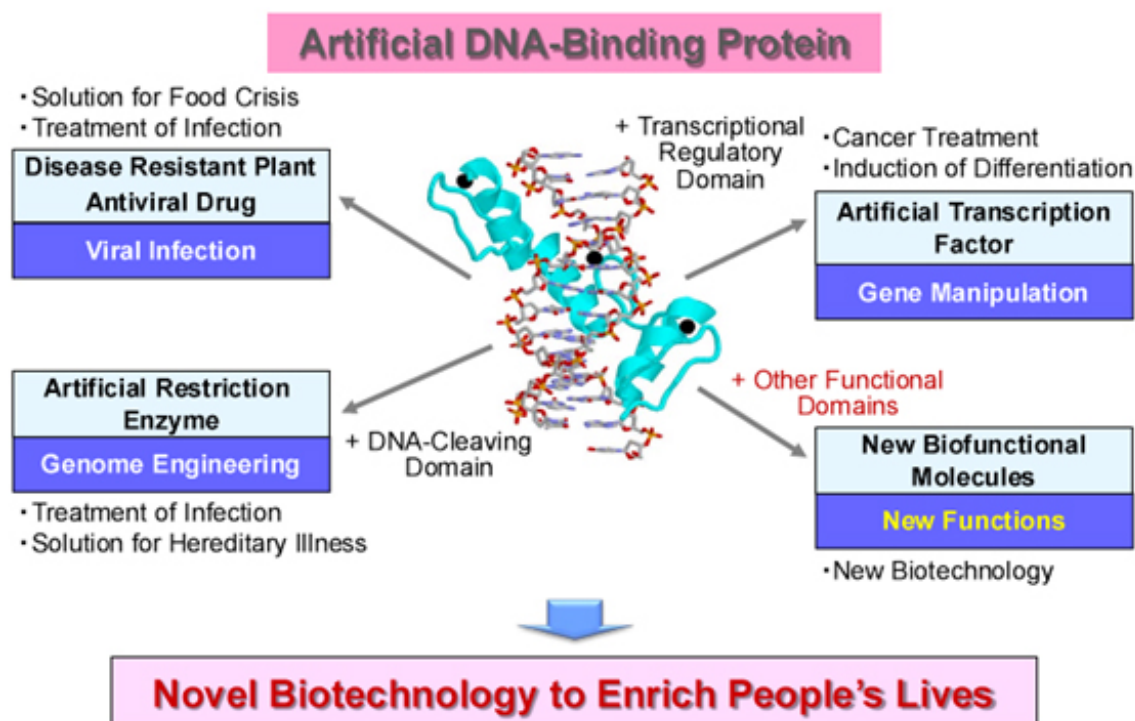 Artificial DNA-Binding Protein
・Solution for Food Crisis
・Treatment of Infection
Disease Resistant Plant
Antiviral Drug
Viral Infection
+ Transcriptional
Regulatory
Domain
・Cancer Treatment
・Induction of Differentiation
Artificial Transcription
Factor
Gene Manipulation
Artificial Restriction
Enzyme
Genome Engineering
・Treatment of Infection
・Solution for Hereditary Illness
+ DNA-Cleaving
Domain
+ Other Functional
Domains
New Biofunctional
Molecules
New Functions
・New Biotechnology
Novel Biotechnology to Enrich People's Lives